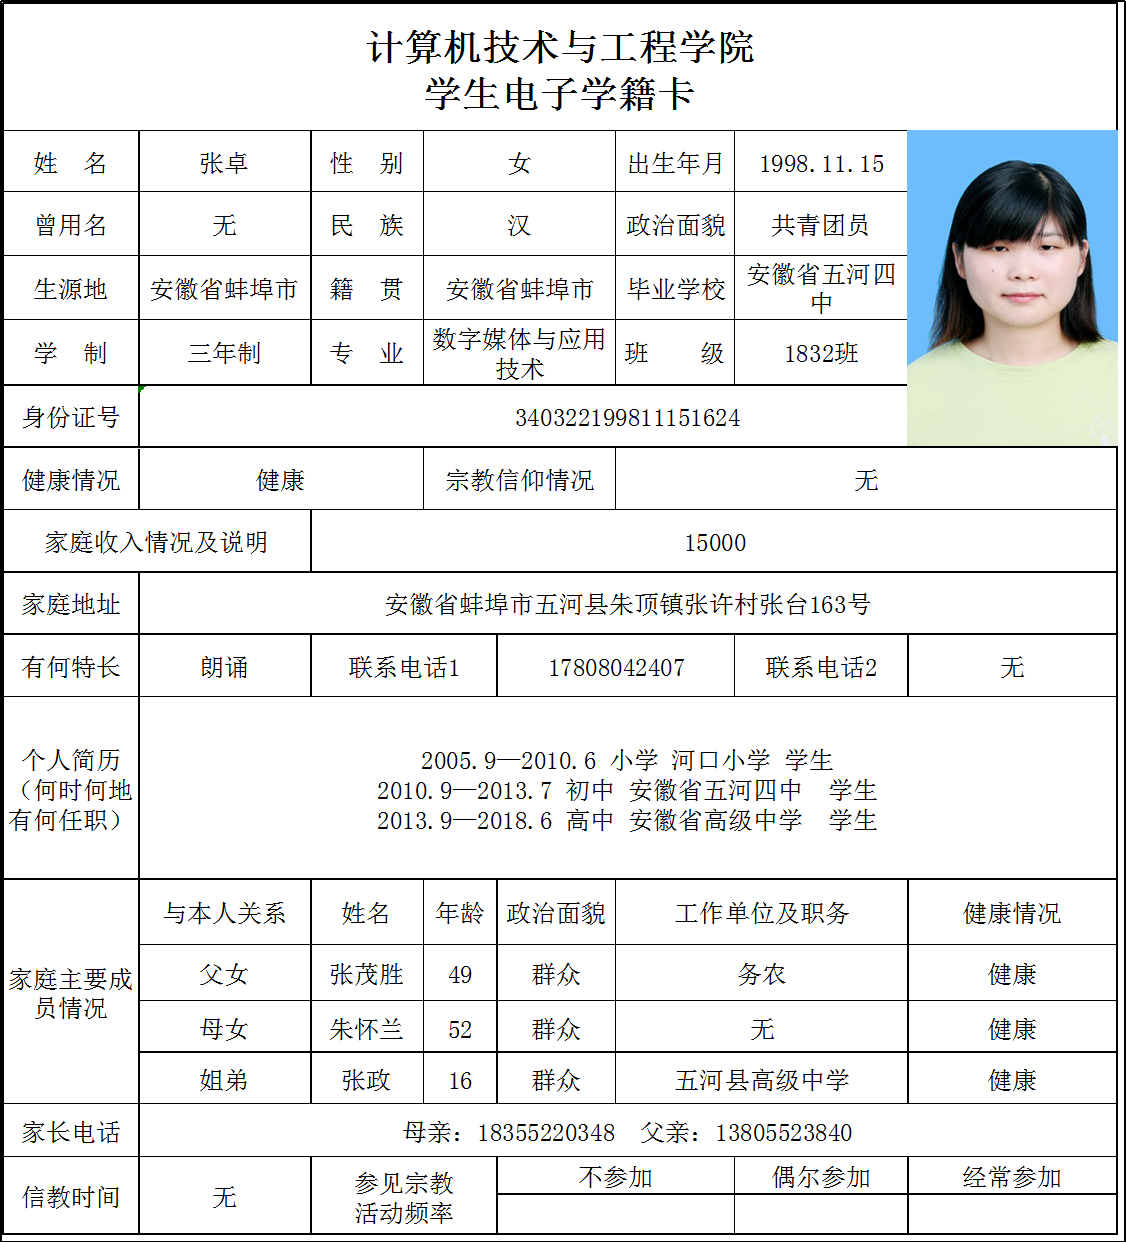 计算机技术与工程学院
学生电子学籍卡
姓 名 张卓 性 别 女 出生年月 1998.11.15
曾用名 无 民 族 汉 政治面貌 共青团员
生源地 安徽省蚌埠市 籍 贯 安徽省蚌埠市 毕业学校 安徽省五河四中
学 制 三年制 专 业 数字媒体与应用技术 班 级 1832班
身份证号 340322199811151624
健康情况 健康 宗教信仰情况 无
家庭收入情况及说明 15000
家庭地址 安徽省蚌埠市五河县朱顶镇张许村张台163号
有何特长 朗诵 联系电话1 17808042407 联系电话2 无
个人简历
（何时何地
有何任职）
2005.9—2010.6 小学 河口小学 学生
2010.9—2013.7 初中 安徽省五河四中 学生
2013.9—2018.6 高中 安徽省高级中学 学生
家庭主要成
员情况
与本人关系 姓名 年龄 政治面貌 工作单位及职务 健康情况
父女 张茂胜 49 群众 务农 健康
母女 朱怀兰 52 群众 无 健康
姐弟 张政 16 群众 五河县高级中学 健康
家长电话 母亲：18355220348 父亲：13805523840
信教时间 无 参见宗教
活动频率
不参加 偶尔参加 经常参加